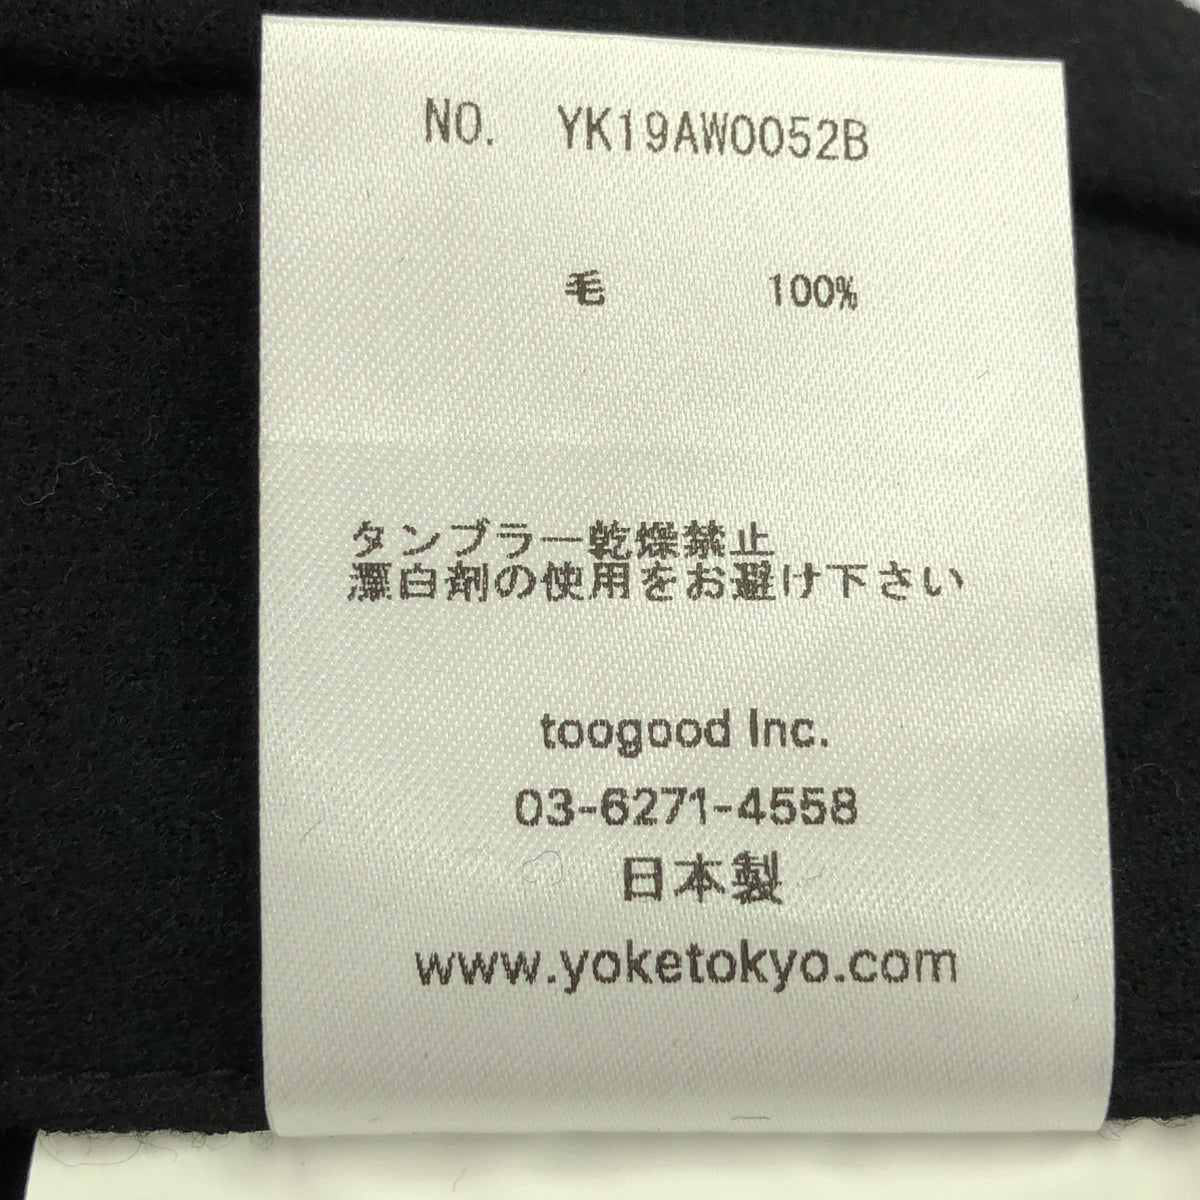 NO. YK19AW0052B
毛 100%
タンブラー乾燥禁止
漂白剤の使用をお避け下さい
toogood Inc.
03-6271-4558
日本製
www.yoketokyo.com